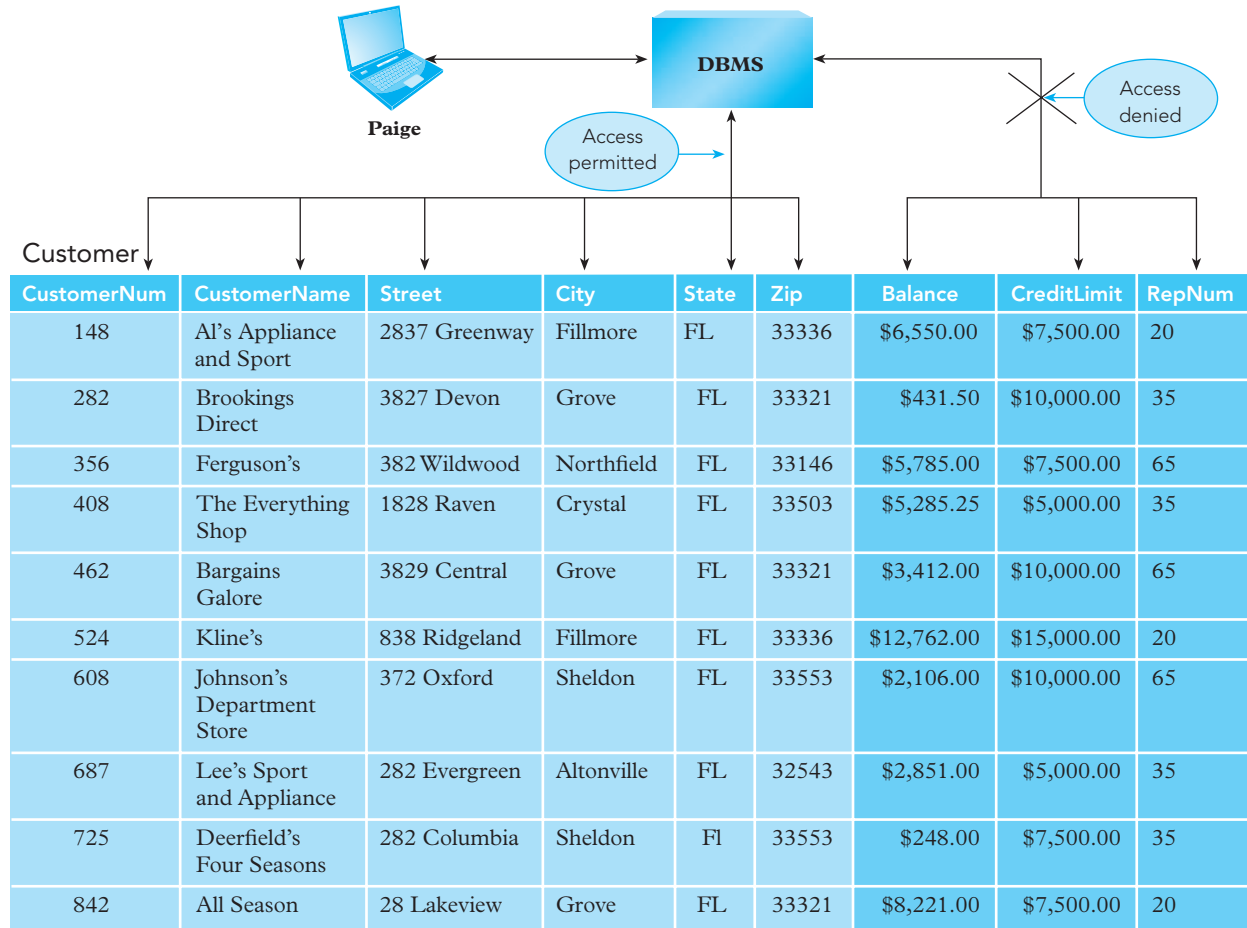 DBMS
Paige
Access
permitted
Access
denied
Customer
CustomerNum CustomerName Street City State Zip Balance CreditLimit RepNum
148 Al's Appliance 2837 Greenway Fillmore FL 33336 $6,550.00 $7,500.00 20
and Sport
282 Brookings 3827 Devon Grove FL 33321 $431.50 $10,000.00 35
Direct
356 Ferguson's 382 Wildwood Northfield FL 33146 $5,785.00 $7,500.00 65
408 The Everything 1828 Raven Crystal FL 33503 $5,285.25 $5,000.00 35
Shop
462 Bargains 3829 Central Grove FL 33321 $3,412.00 $10,000.00 65
Galore
524 Kline's 838 Ridgeland Fillmore FL 33336 $12,762.00 $15,000.00 20
608 Johnson's 372 Oxford Sheldon FL 33553 $2,106.00 $10,000.00 65
Department
Store
687 Lee's Sport 282 Evergreen Altonville FL 32543 $2,851.00 $5,000.00 35
and Appliance
725 Deerfield's 282 Columbia Sheldon Fl 33553 $248.00 $7,500.00 35
Four Seasons
842 All Season 28 Lakeview Grove FL 33321 $8,221.00 $7,500.00 20